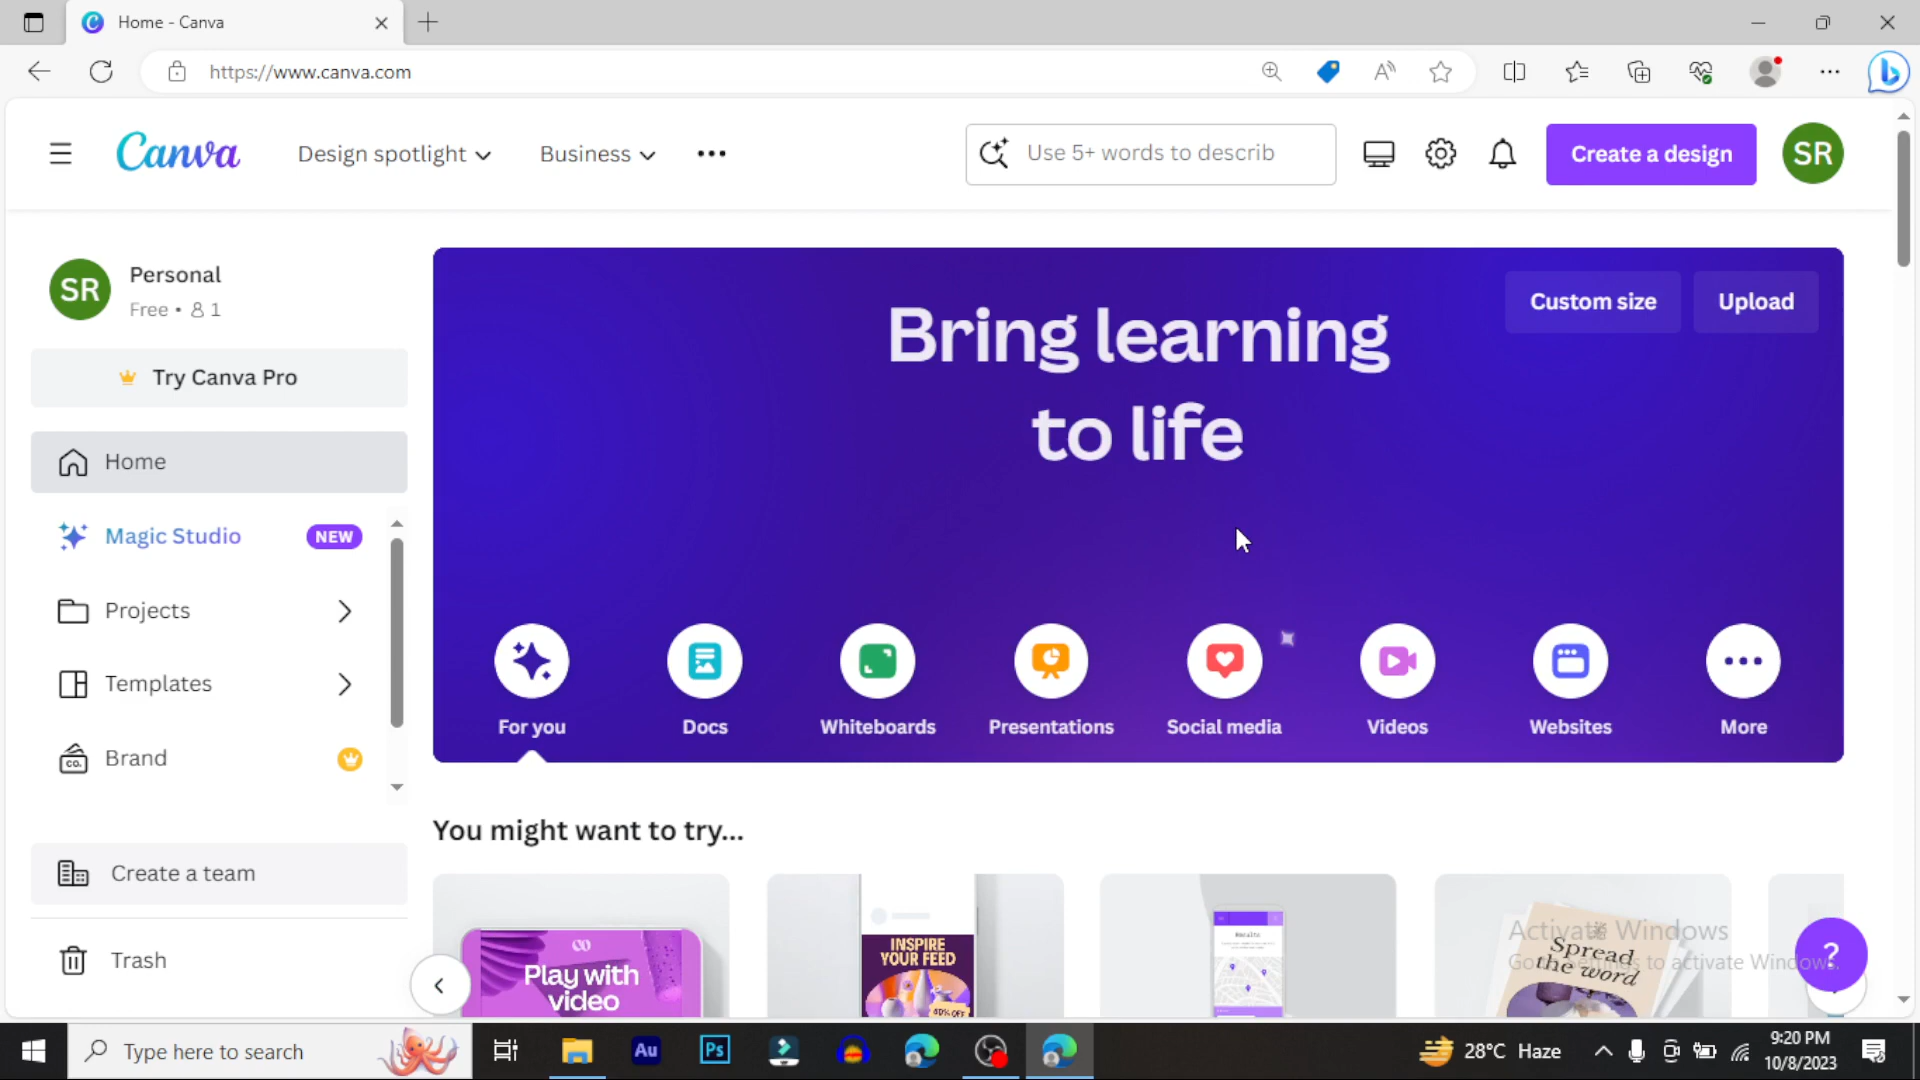 Home - Canva
https://www.canva.com
Canva
Design spotlight
Business
Use 5+ words to describ
Create a design
SR
SR
Personal
Free • 1
Try Canva Pro
Home
Magic Studio
NEW
Projects
Templates
CO.
Brand
Create a team
Trash
Custom size
Upload
Bring learning
to life
For you
Docs
Whiteboards
Presentations
Social media
Videos
Websites
More
You might want to try...
Play with
video
INSPIRE
YOUR FEED
Results
Spread
the word
Activate Windows
Go to Settings to activate Windows.
?
Type here to search
Au
Ps
28°C Haze
9:20 PM
10/8/2023